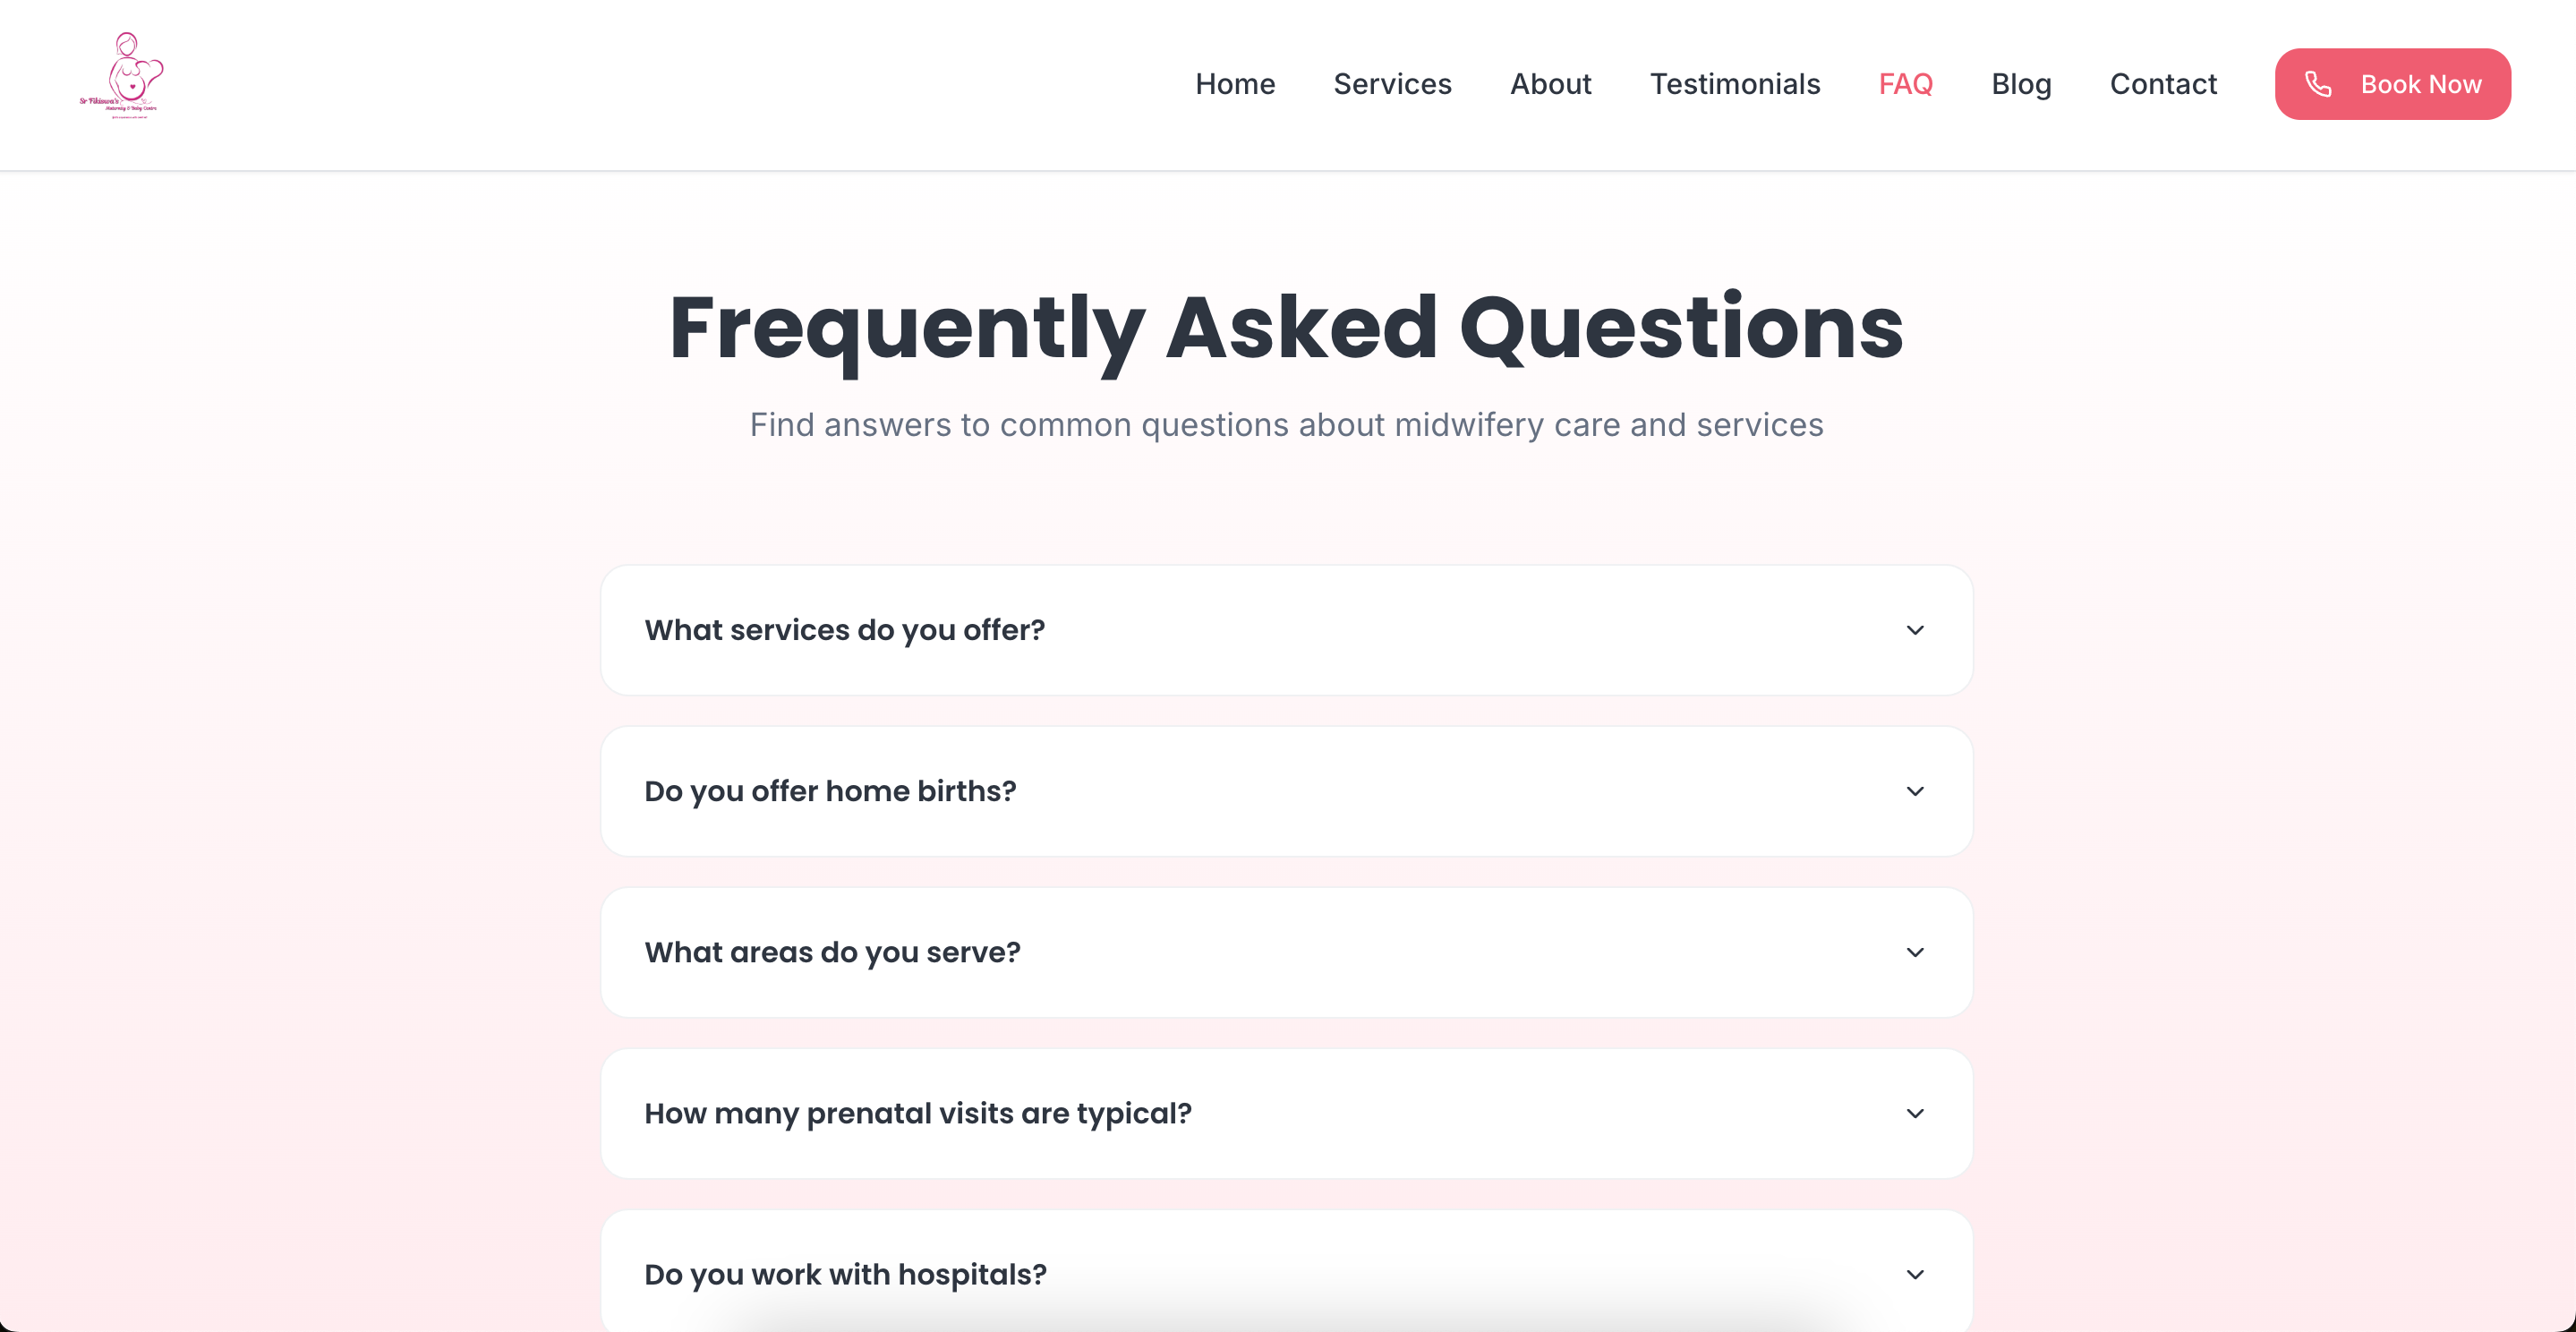 Sr Fikiswa's
Maternity & Baby Centre
Home Services About Testimonials FAQ Blog Contact Book Now
Frequently Asked Questions
Find answers to common questions about midwifery care and services
What services do you offer?
Do you offer home births?
What areas do you serve?
How many prenatal visits are typical?
Do you work with hospitals?